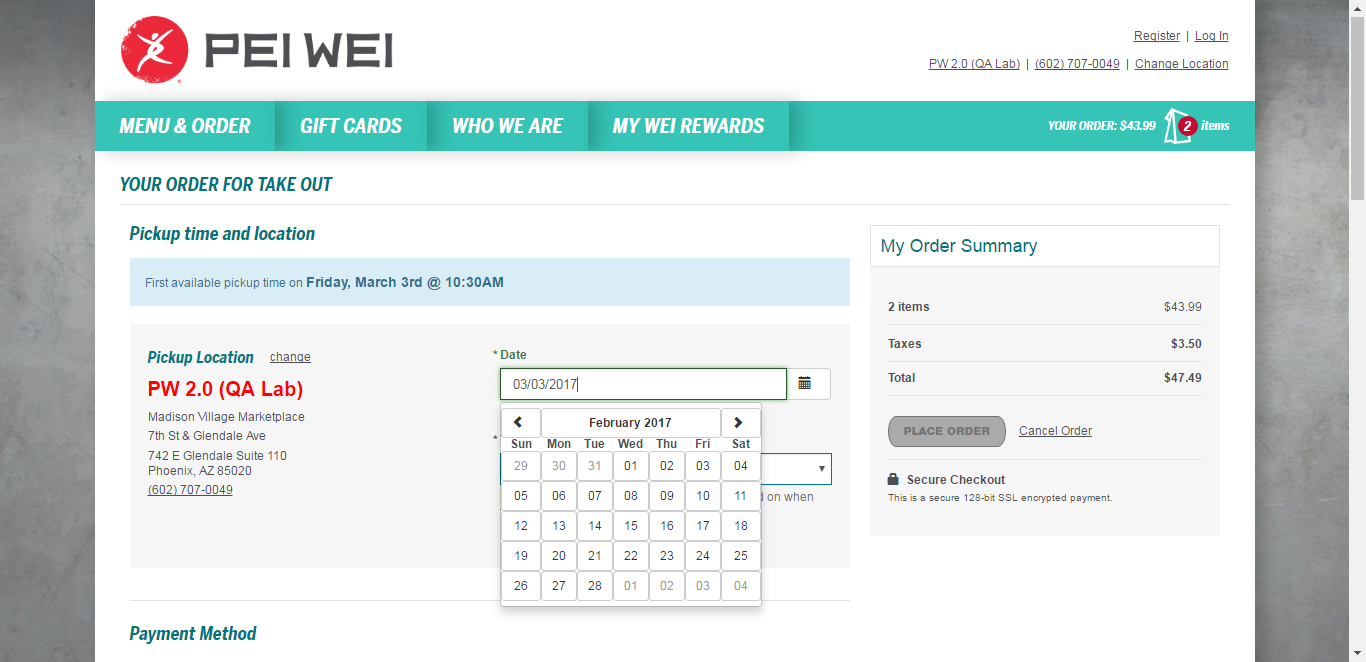 PEI WEI
Register | Log In
PW 2.0 (QA Lab) | (602) 707-0049 | Change Location
MENU & ORDER GIFT CARDS WHO WE ARE MY WEI REWARDS YOUR ORDER: $43.99 2 items
YOUR ORDER FOR TAKE OUT
Pickup time and location
First available pickup time on Friday, March 3rd @ 10:30AM
Pickup Location change
PW 2.0 (QA Lab)
Madison Village Marketplace
7th St & Glendale Ave
742 E Glendale Suite 110
Phoenix, AZ 85020
(602) 707-0049
* Date
03/03/2017
*
February 2017
Sun Mon Tue Wed Thu Fri Sat
29 30 31 01 02 03 04
05 06 07 08 09 10 11
12 13 14 15 16 17 18
19 20 21 22 23 24 25
26 27 28 01 02 03 04
on when
My Order Summary
2 items $43.99
Taxes $3.50
Total $47.49
PLACE ORDER Cancel Order
Secure Checkout
This is a secure 128-bit SSL encrypted payment.
Payment Method